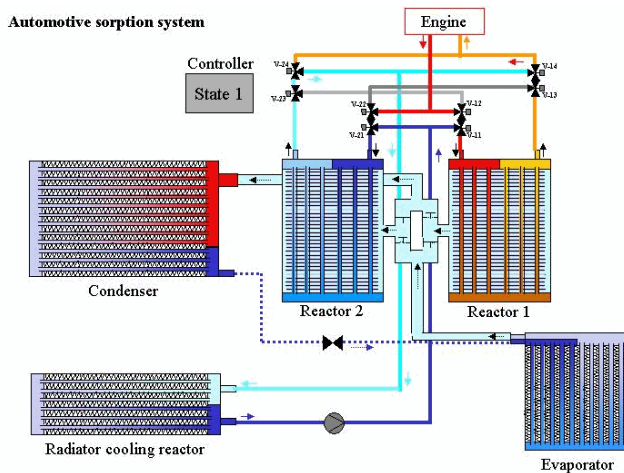 Automotive sorption system
Engine
Controller
State 1
V-24
V-14
V-23
V-13
V-22
V-12
V-21
V-11
Condenser
Reactor 2
Reactor 1
Radiator cooling reactor
Evaporator